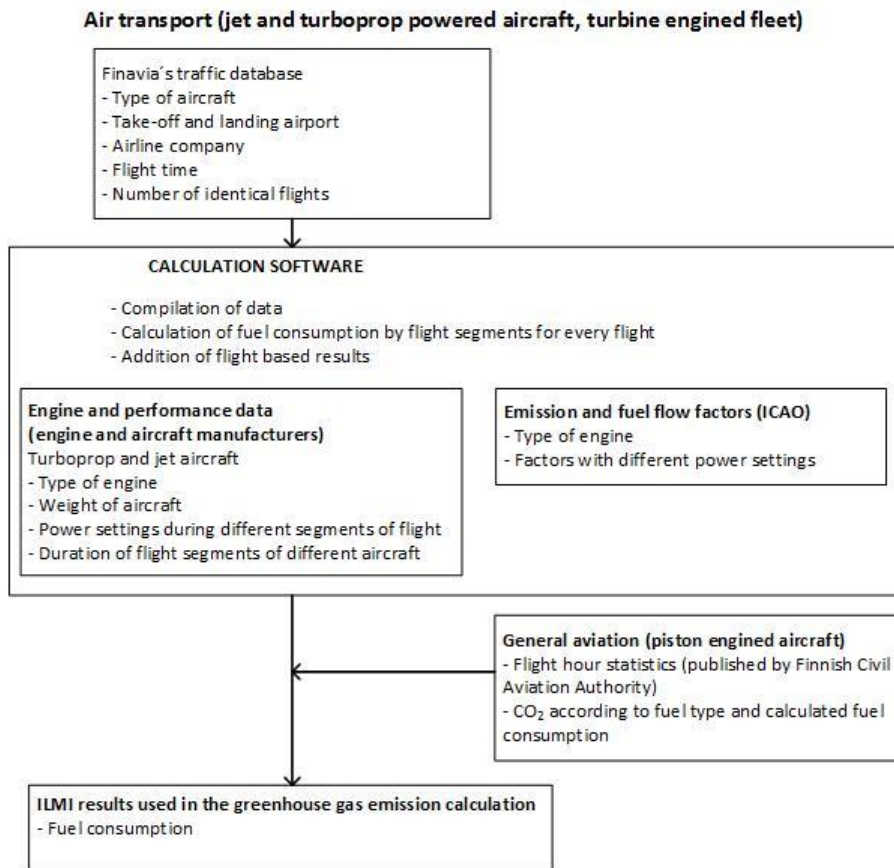 Air transport (jet and turboprop powered aircraft, turbine engined fleet)
Finavia´s traffic database
- Type of aircraft
- Take-off and landing airport
- Airline company
- Flight time
- Number of identical flights
CALCULATION SOFTWARE
- Compilation of data
- Calculation of fuel consumption by flight segments for every flight
- Addition of flight based results
Engine and performance data
(engine and aircraft manufacturers)
Turboprop and jet aircraft
- Type of engine
- Weight of aircraft
- Power settings during different segments of flight
- Duration of flight segments of different aircraft
Emission and fuel flow factors (ICAO)
- Type of engine
- Factors with different power settings
General aviation (piston engined aircraft)
- Flight hour statistics (published by Finnish Civil
Aviation Authority)
- CO₂ according to fuel type and calculated fuel
consumption
ILMI results used in the greenhouse gas emission calculation
- Fuel consumption